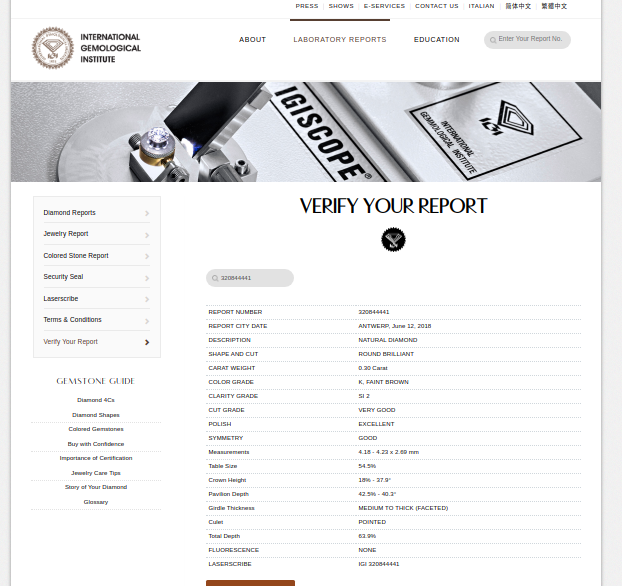 PRESS | SHOWS | E-SERVICES | CONTACT US | ITALIAN | 简体中文 | 繁體中文
INTERNATIONAL
GEMOLOGICAL
INSTITUTE
ABOUT
LABORATORY REPORTS
EDUCATION
Enter Your Report No.
IGISCOPE®
IGI
INTERNATIONAL
GEMMOLOGICAL INSTITUTE
VERIFY YOUR REPORT
Diamond Reports
Jewelry Report
Colored Stone Report
Security Seal
Laserscribe
Terms & Conditions
Verify Your Report
GEMSTONE GUIDE
Diamond 4Cs
Diamond Shapes
Colored Gemstones
Buy with Confidence
Importance of Certification
Jewelry Care Tips
Story of Your Diamond
Glossary
320844441
REPORT NUMBER 320844441
REPORT CITY DATE ANTWERP, June 12, 2018
DESCRIPTION NATURAL DIAMOND
SHAPE AND CUT ROUND BRILLIANT
CARAT WEIGHT 0.30 Carat
COLOR GRADE K, FAINT BROWN
CLARITY GRADE SI 2
CUT GRADE VERY GOOD
POLISH EXCELLENT
SYMMETRY GOOD
Measurements 4.18 - 4.23 x 2.69 mm
Table Size 54.5%
Crown Height 18% - 37.9°
Pavilion Depth 42.5% - 40.3°
Girdle Thickness MEDIUM TO THICK (FACETED)
Culet POINTED
Total Depth 63.9%
FLUORESCENCE NONE
LASERSCRIBE IGI 320844441